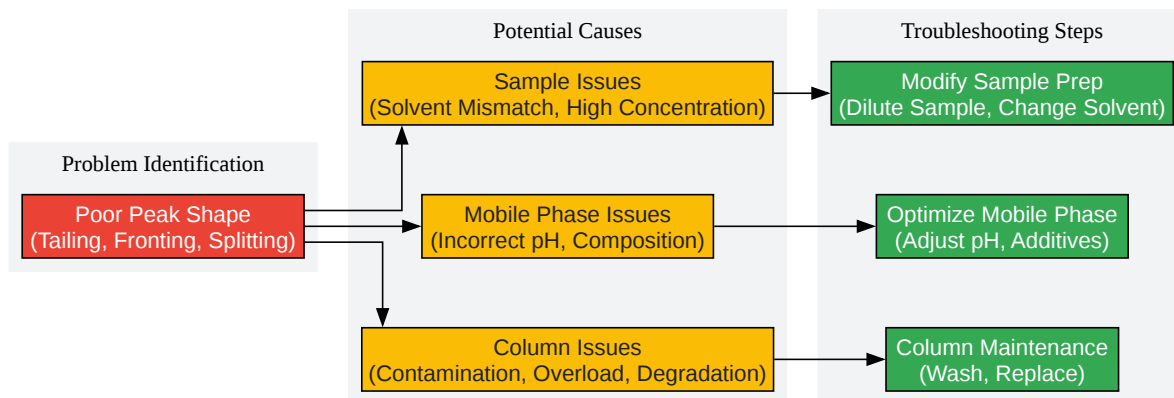 Potential Causes
Troubleshooting Steps
Sample Issues
(Solvent Mismatch, High Concentration)
Modify Sample Prep
(Dilute Sample, Change Solvent)
Problem Identification
Poor Peak Shape
(Tailing, Fronting, Splitting)
Mobile Phase Issues
(Incorrect pH, Composition)
Optimize Mobile Phase
(Adjust pH, Additives)
Column Issues
(Contamination, Overload, Degradation)
Column Maintenance
(Wash, Replace)